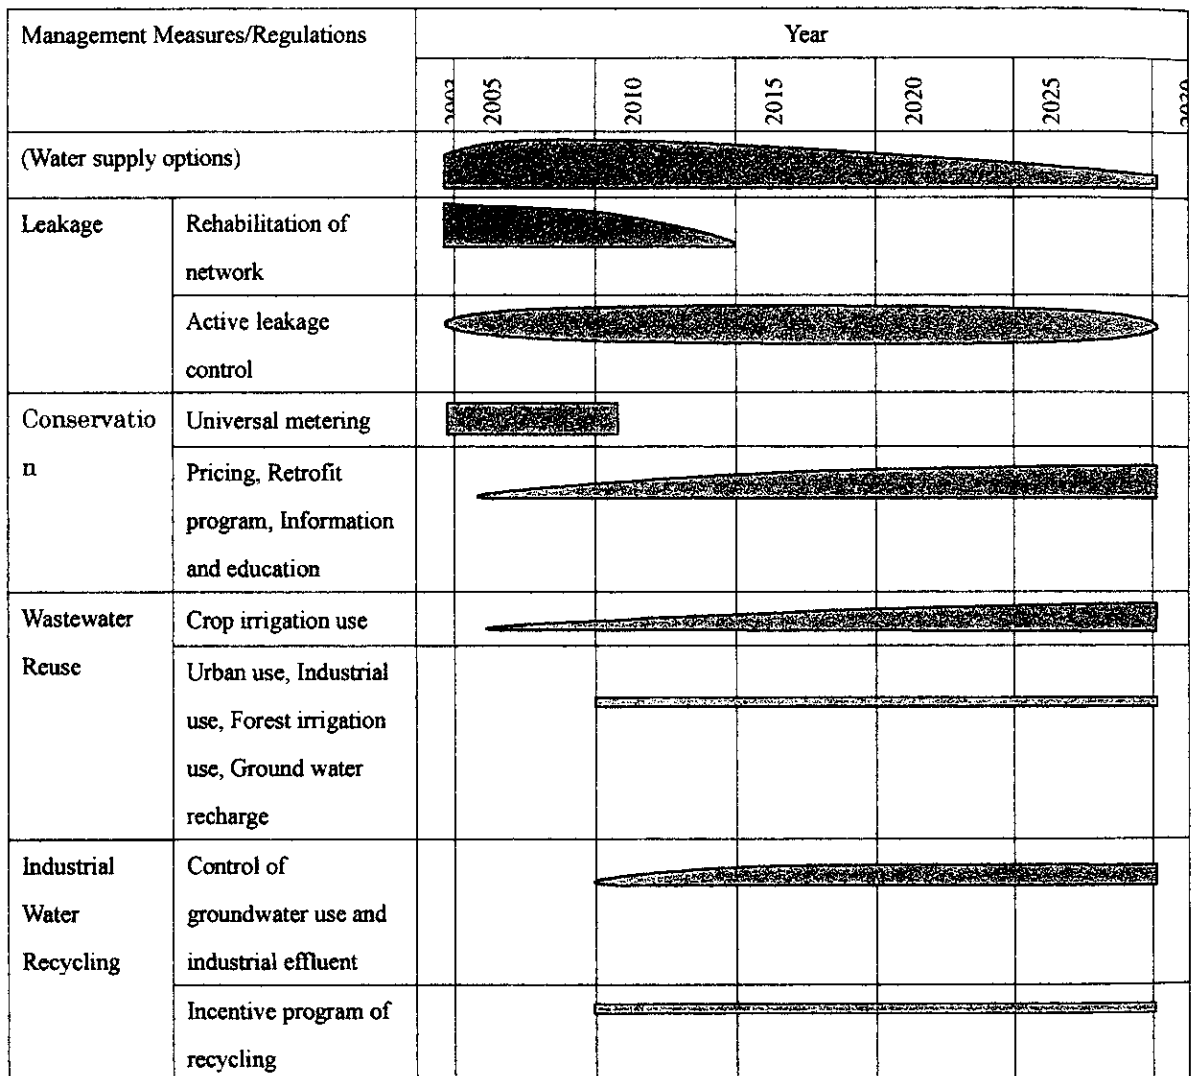 Management Measures/Regulations
Year
2005
2010
2015
2020
2025
(Water supply options)
Leakage
Rehabilitation of
network
Active leakage
control
Conservatio
n
Universal metering
Pricing, Retrofit
program, Information
and education
Wastewater
Reuse
Crop irrigation use
Urban use, Industrial
use, Forest irrigation
use, Ground water
recharge
Industrial
Water
Recycling
Control of
groundwater use and
industrial effluent
Incentive program of
recycling